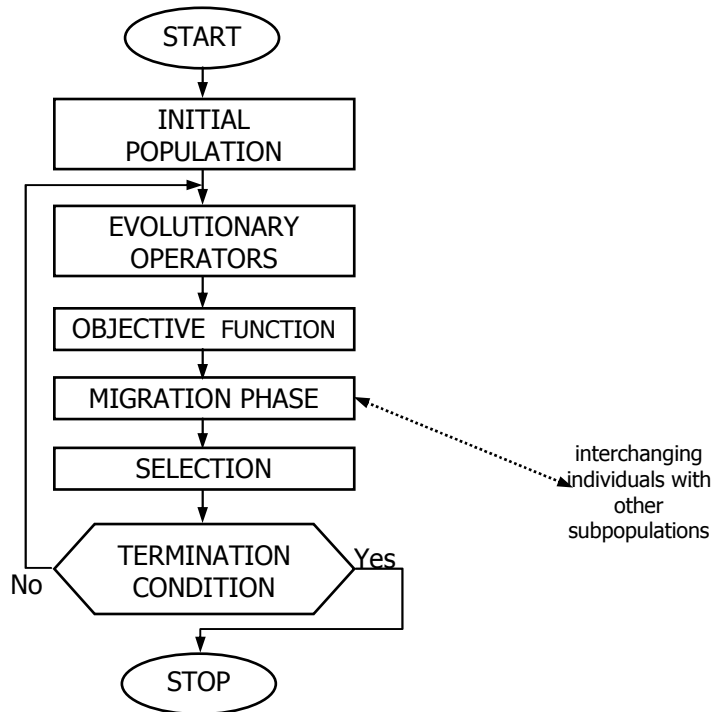 START
INITIAL
POPULATION
EVOLUTIONARY
OPERATORS
OBJECTIVE FUNCTION
MIGRATION PHASE
interchanging
individuals with
other
subpopulations
SELECTION
TERMINATION
CONDITION
Yes
No
STOP